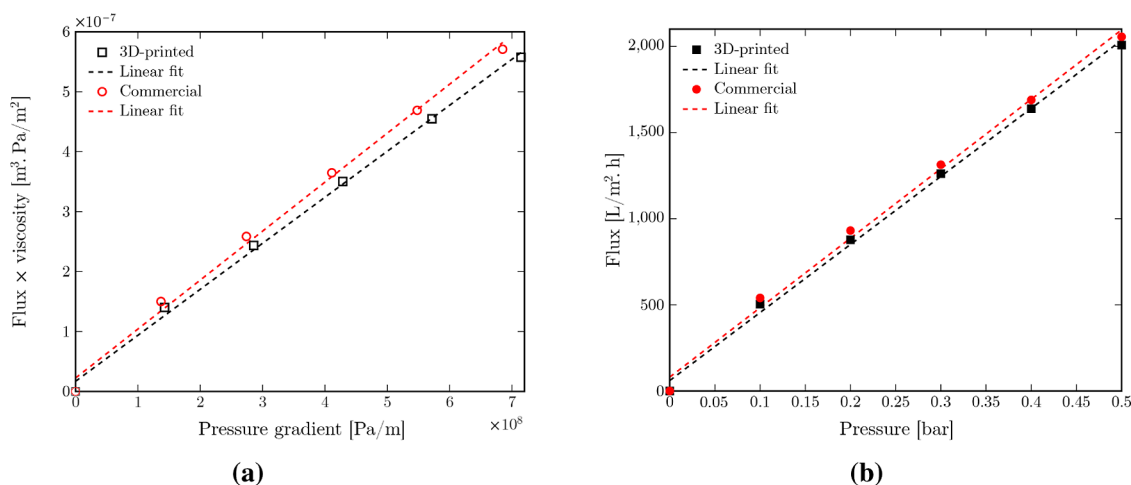 ×10⁻⁷
6
5
4
3
2
1
0
Flux × viscosity [m³.Pa/m²]
3D-printed
Linear fit
Commercial
Linear fit
0 1 2 3 4 5 6 7
×10⁸
Pressure gradient [Pa/m]
(a)
2,000
1,500
1,000
500
0
Flux [L/m².h]
3D-printed
Linear fit
Commercial
Linear fit
0 0.05 0.1 0.15 0.2 0.25 0.3 0.35 0.4 0.45 0.5
Pressure [bar]
(b)